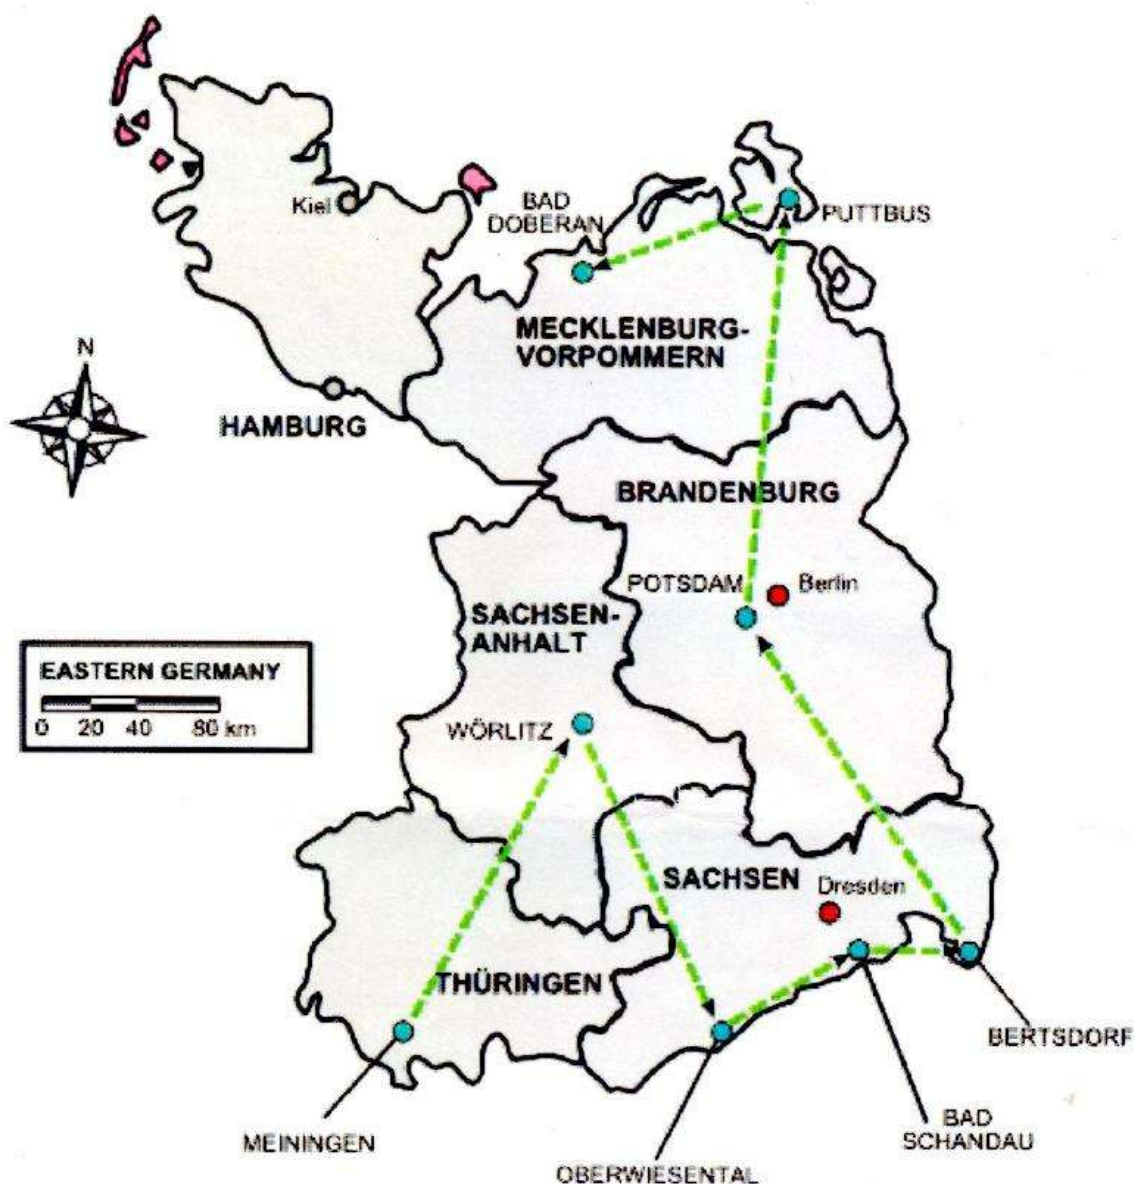 Kiel
BAD
DOBERAN
PUTTBUS
MECKLENBURG-
VORPOMMERN
N
HAMBURG
BRANDENBURG
POTSDAM
Berlin
SACHSEN-
ANHALT
EASTERN GERMANY
0 20 40 80 km
WÖRLITZ
SACHSEN
Dresden
THÜRINGEN
BERTSDORF
MEININGEN
BAD
SCHANDAU
OBERWIESENTAL